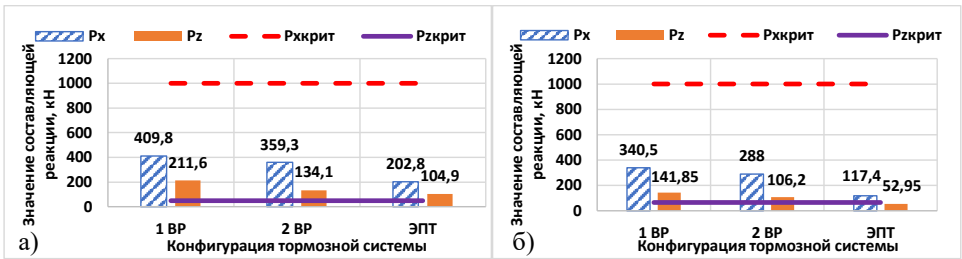 Px Pz Pxкрит Pzкрит
Значение составляющей
реакции, кН
1200
1000
800
600
400
200
0
409,8
211,6
359,3
134,1
202,8
104,9
1 ВР 2 ВР ЭПТ
Конфигурация тормозной системы
а)
Px Pz Pxкрит Pzкрит
Значение составляющей
реакции, кН
1200
1000
800
600
400
200
0
340,5
141,85
288
106,2
117,4
52,95
1 ВР 2 ВР ЭПТ
Конфигурация тормозной системы
б)